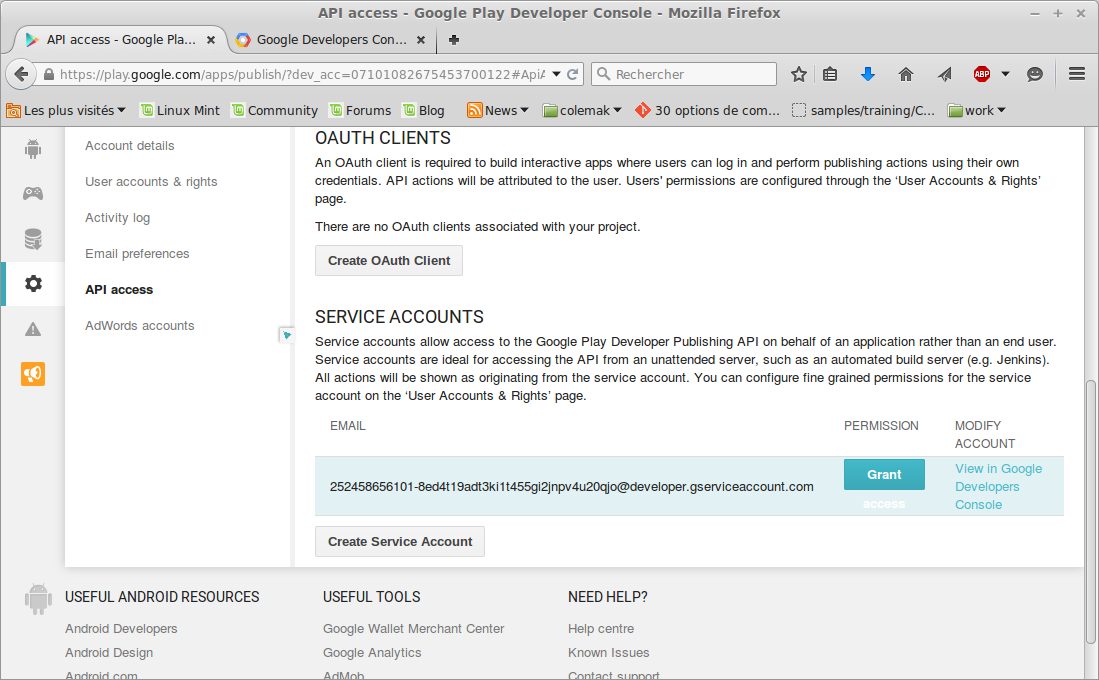 API access - Google Play Developer Console - Mozilla Firefox
API access - Google Pla...
Google Developers Con...
https://play.google.com/apps/publish/?dev_acc=07101082675453700122#Api
Rechercher
ABP
Les plus visités
Linux Mint
Community
Forums
Blog
News
colemak
30 options de com...
samples/training/C...
work
Account details
User accounts & rights
Activity log
Email preferences
API access
AdWords accounts
OAUTH CLIENTS
An OAuth client is required to build interactive apps where users can log in and perform publishing actions using their own
credentials. API actions will be attributed to the user. Users' permissions are configured through the ‘User Accounts & Rights’
page.
There are no OAuth clients associated with your project.
Create OAuth Client
SERVICE ACCOUNTS
Service accounts allow access to the Google Play Developer Publishing API on behalf of an application rather than an end user.
Service accounts are ideal for accessing the API from an unattended server, such as an automated build server (e.g. Jenkins).
All actions will be shown as originating from the service account. You can configure fine grained permissions for the service
account on the ‘User Accounts & Rights’ page.
EMAIL
PERMISSION
MODIFY
ACCOUNT
252458656101-8ed4t19adt3ki1t455gi2jnpv4u20qjo@developer.gserviceaccount.com
Grant
access
View in Google
Developers
Console
Create Service Account
USEFUL ANDROID RESOURCES
Android Developers
Android Design
Android.com
USEFUL TOOLS
Google Wallet Merchant Center
Google Analytics
AdMob
NEED HELP?
Help centre
Known Issues
Contact support